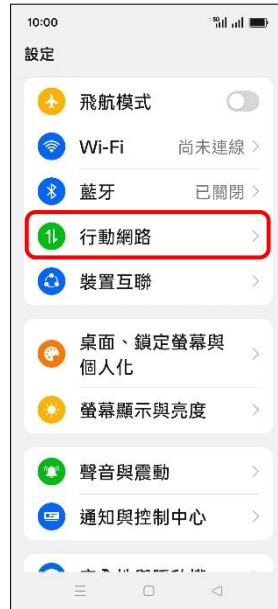 10:00
5G
設定
飛航模式
Wi-Fi 尚未連線
藍牙 已關閉
行動網路
裝置互聯
桌面、鎖定螢幕與
個人化
螢幕顯示與亮度
聲音與震動
通知與控制中心